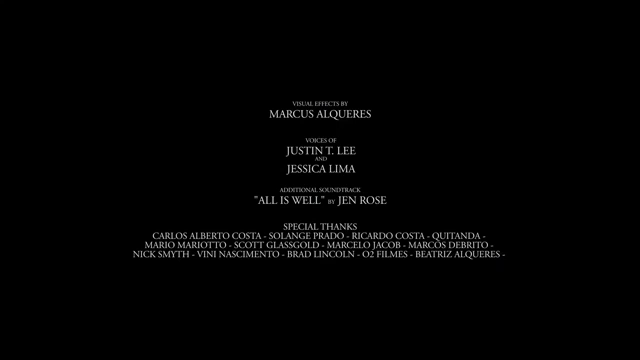 VISUAL EFFECTS BY
MARCUS ALQUERES
VOICES OF
JUSTIN T. LEE
AND
JESSICA LIMA
ADDITIONAL SOUNDTRACK
"ALL IS WELL" BY JEN ROSE
SPECIAL THANKS
CARLOS ALBERTO COSTA - SOLANGE PRADO - RICARDO COSTA - QUITANDA -
MARIO MARIOTTO - SCOTT GLASSGOLD - MARCELO JACOB - MARCOS DEBRITO -
NICK SMYTH - VINI NASCIMENTO - BRAD LINCOLN - O2 FILMES - BEATRIZ ALQUERES -